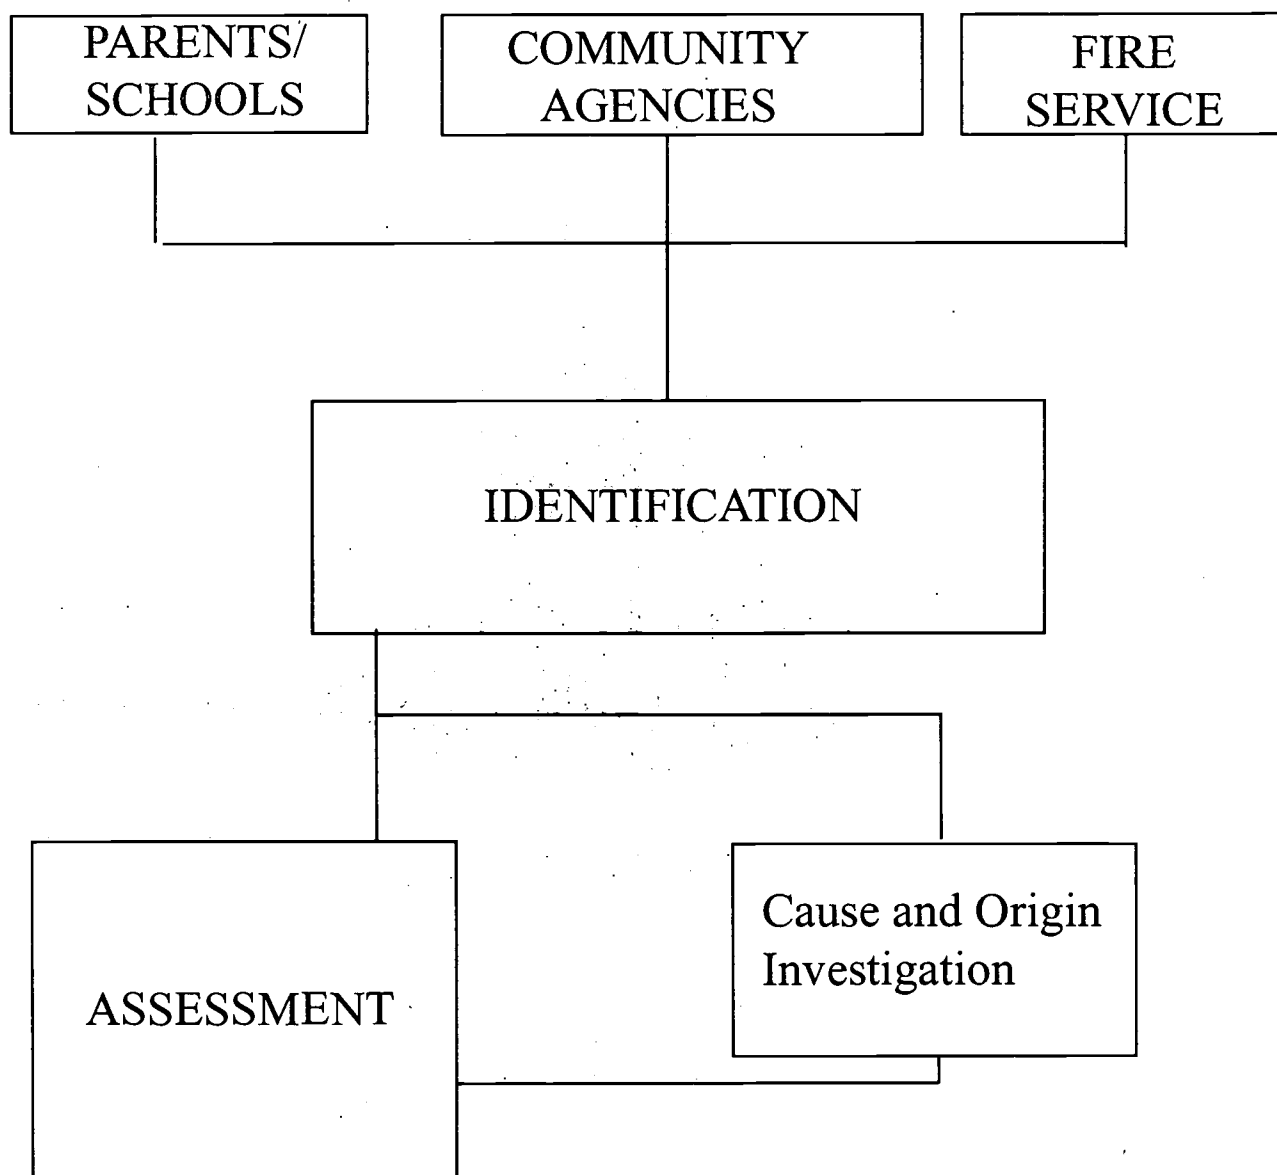 PARENTS/
SCHOOLS
COMMUNITY
AGENCIES
FIRE
SERVICE
IDENTIFICATION
ASSESSMENT
Cause and Origin
Investigation